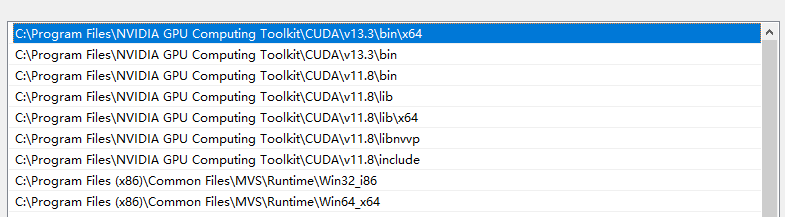 C:\Program Files\NVIDIA GPU Computing Toolkit\CUDA\v13.3\bin\x64
C:\Program Files\NVIDIA GPU Computing Toolkit\CUDA\v13.3\bin
C:\Program Files\NVIDIA GPU Computing Toolkit\CUDA\v11.8\bin
C:\Program Files\NVIDIA GPU Computing Toolkit\CUDA\v11.8\lib
C:\Program Files\NVIDIA GPU Computing Toolkit\CUDA\v11.8\lib\x64
C:\Program Files\NVIDIA GPU Computing Toolkit\CUDA\v11.8\libnvvp
C:\Program Files\NVIDIA GPU Computing Toolkit\CUDA\v11.8\include
C:\Program Files (x86)\Common Files\MVS\Runtime\Win32_i86
C:\Program Files (x86)\Common Files\MVS\Runtime\Win64_x64